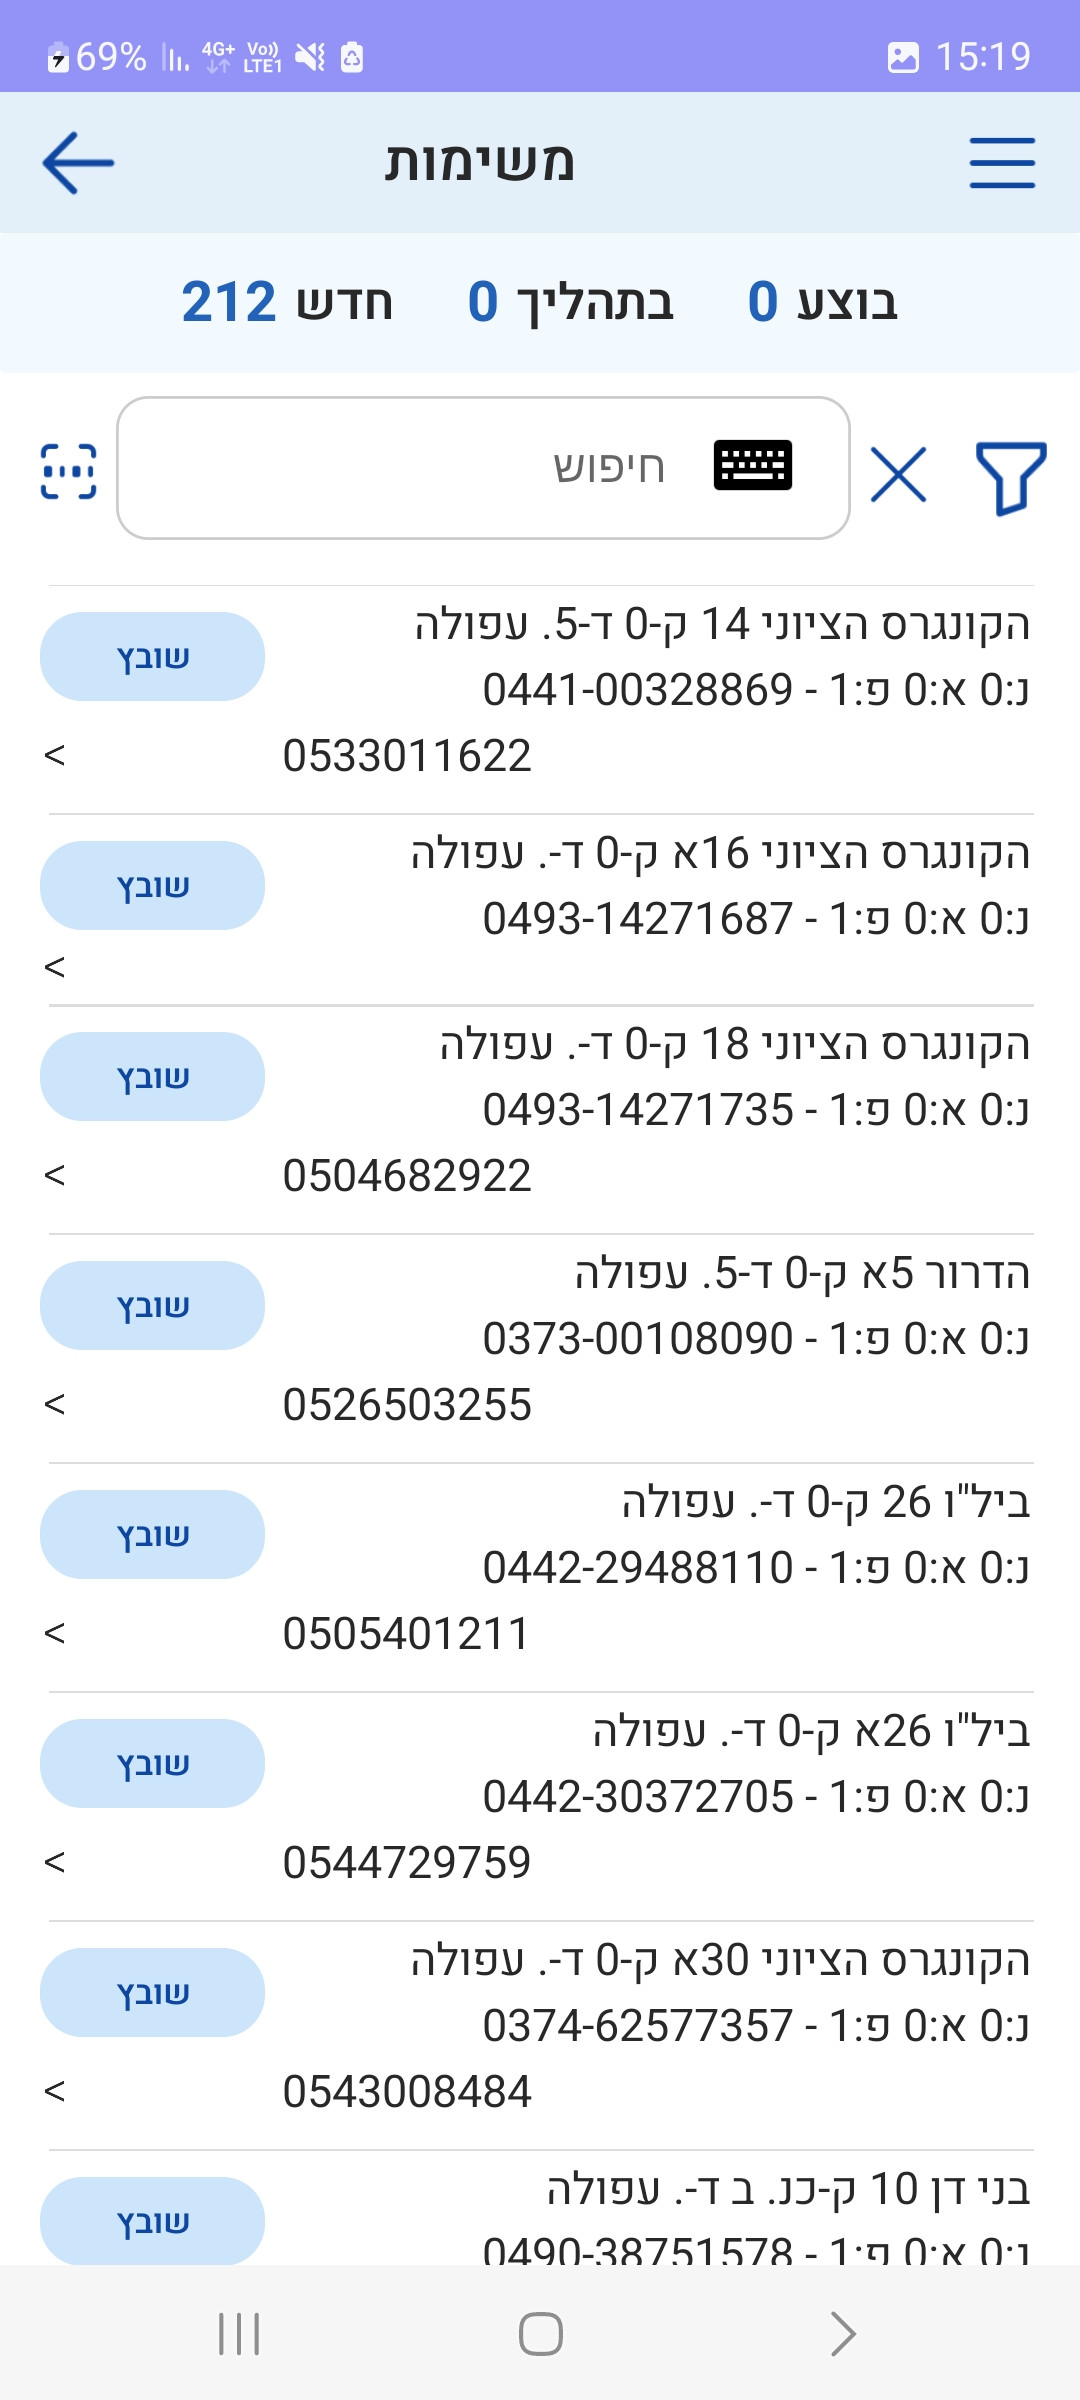 69% 4G+ Vo)) LTE1 15:19
משימות
בוצע 0 בתהליך 0 חדש 212
חיפוש
הקונגרס הציוני 14 ק-0 ד-5. עפולה
שובץ
נ:0 א:0 פ:1 - 0441-00328869
0533011622
>
הקונגרס הציוני 16א ק-0 ד-. עפולה
שובץ
נ:0 א:0 פ:1 - 0493-14271687
>
הקונגרס הציוני 18 ק-0 ד-. עפולה
שובץ
נ:0 א:0 פ:1 - 0493-14271735
0504682922
>
הדרור 5א ק-0 ד-5. עפולה
שובץ
נ:0 א:0 פ:1 - 0373-00108090
0526503255
>
ביל"ו 26 ק-0 ד-. עפולה
שובץ
נ:0 א:0 פ:1 - 0442-29488110
0505401211
>
ביל"ו 26א ק-0 ד-. עפולה
שובץ
נ:0 א:0 פ:1 - 0442-30372705
0544729759
>
הקונגרס הציוני 30א ק-0 ד-. עפולה
שובץ
נ:0 א:0 פ:1 - 0374-62577357
0543008484
>
בני דן 10 ק-כנ. ב ד-. עפולה
שובץ
נ:0 א:0 פ:1 - 0490-38751578